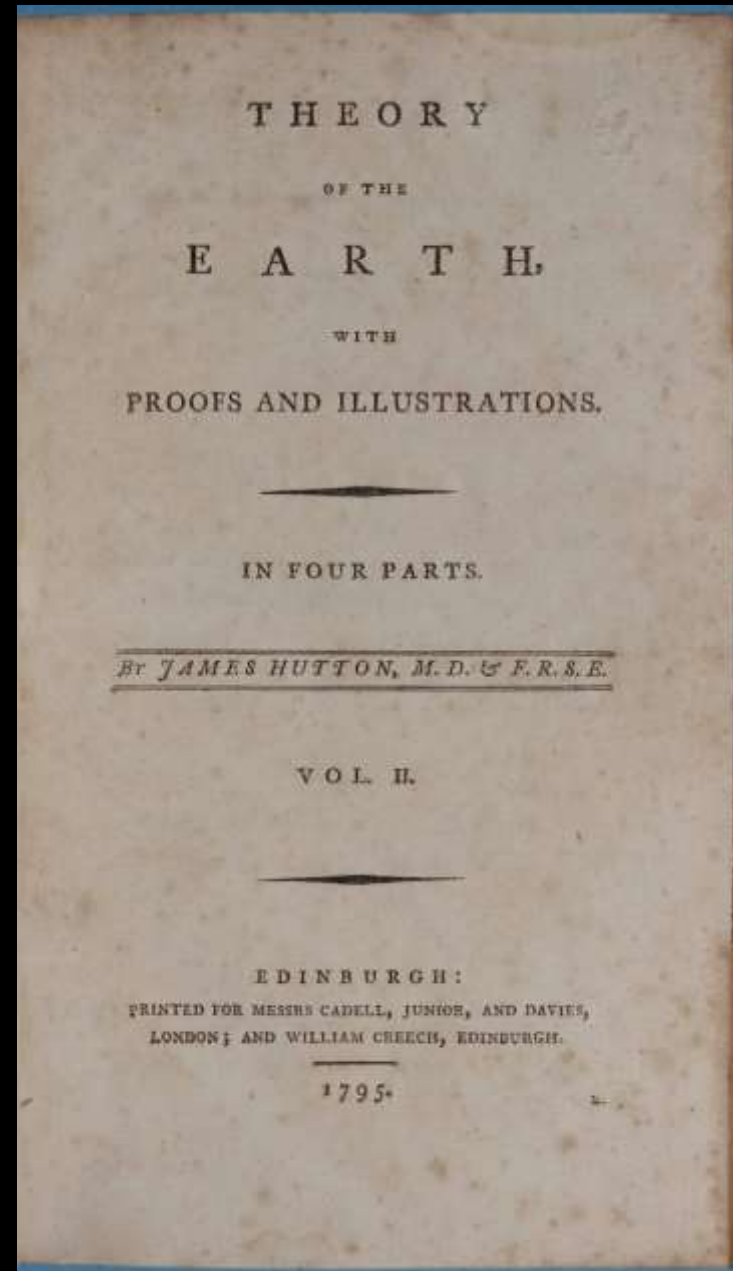 THEORY
OF THE
EARTH,
WITH
PROOFS AND ILLUSTRATIONS.
IN FOUR PARTS.
BY JAMES HUTTON, M.D. & F.R.S.E.
VOL. II.
EDINBURGH:
PRINTED FOR MESSRS CADELL, JUNIOR, AND DAVIES,
LONDON; AND WILLIAM CREECH, EDINBURGH.
1795.